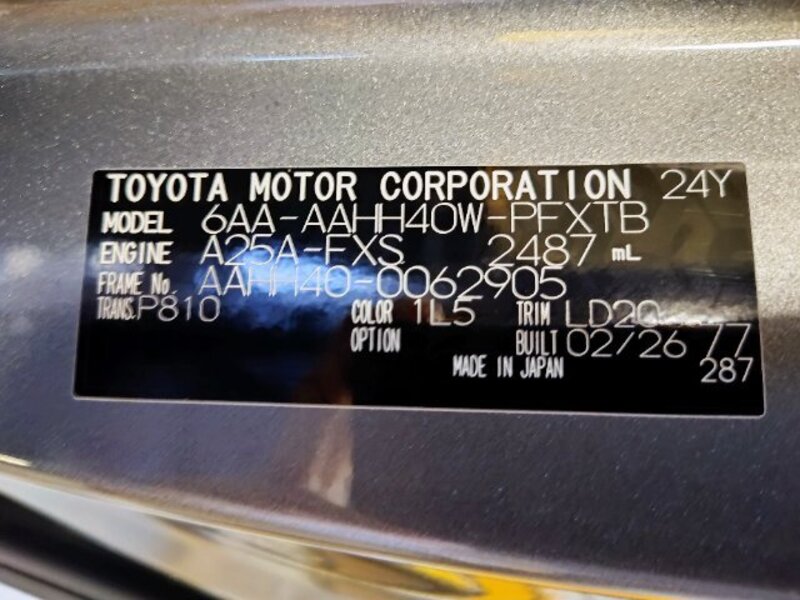 TOYOTA MOTOR CORPORATION 24Y
MODEL 6AA-AAHH40W-PFXTB
ENGINE A25A-FXS 2487 mL
FRAME No. AAHH40-0062905
TRANS. P810 COLOR 1L5 TRIM LD20
OPTION BUILT 02/26 77
MADE IN JAPAN 287